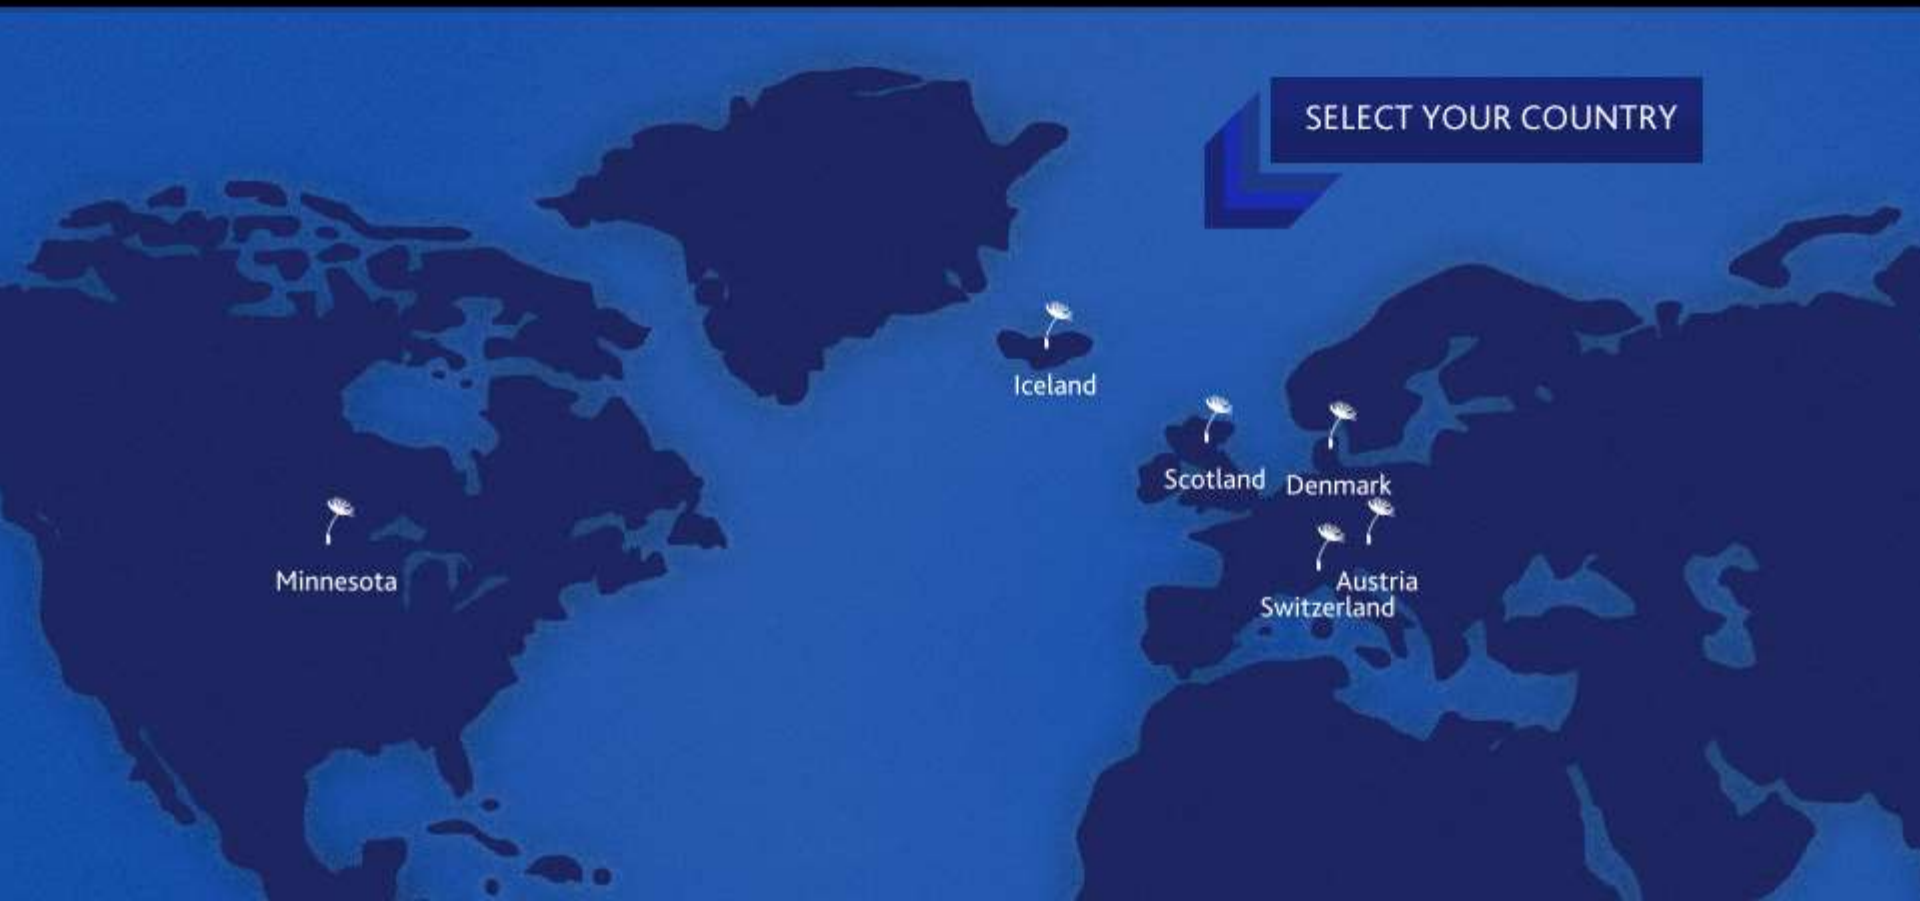 SELECT YOUR COUNTRY
Iceland
Scotland
Denmark
Minnesota
Austria
Switzerland